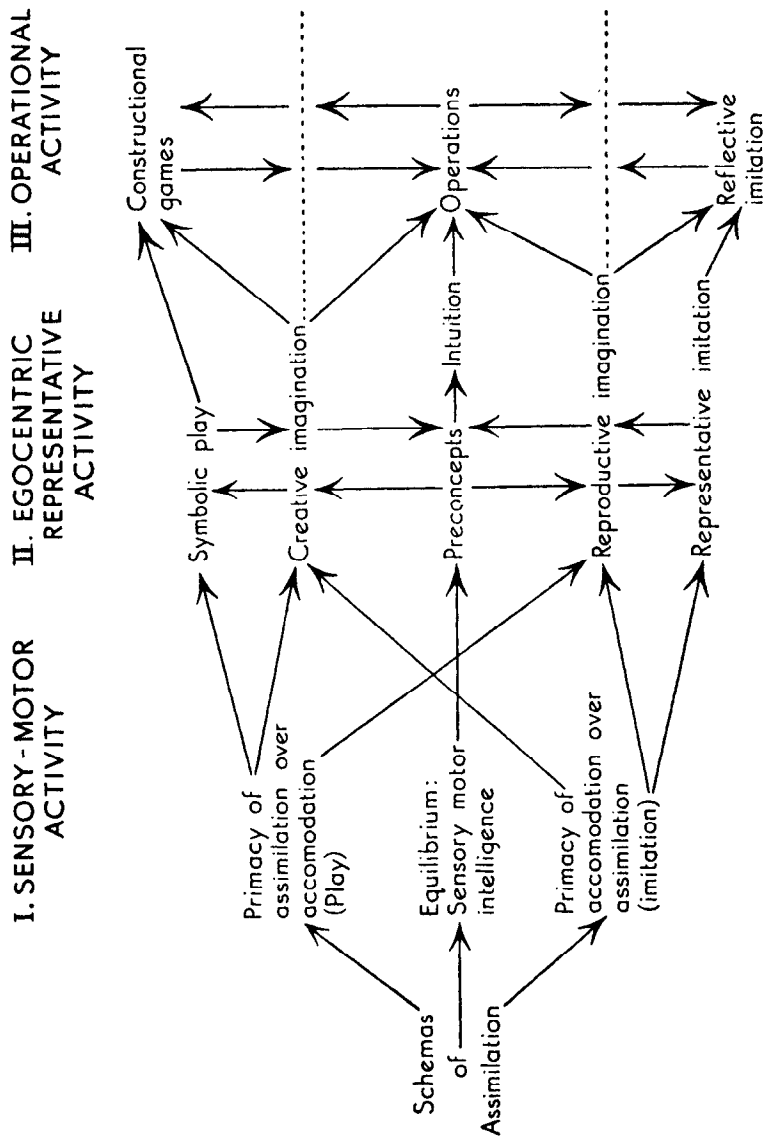 I. SENSORY-MOTOR
ACTIVITY
II. EGOCENTRIC
REPRESENTATIVE
ACTIVITY
III. OPERATIONAL
ACTIVITY
Schemas
of
Assimilation
Primacy of
assimilation over
accomodation
(Play)
Equilibrium:
Sensory motor
intelligence
Primacy of
accomodation over
assimilation
(imitation)
Symbolic play
Creative imagination
Preconcepts
Intuition
Reproductive imagination
Representative imitation
Constructional
games
Operations
Reflective
imitation